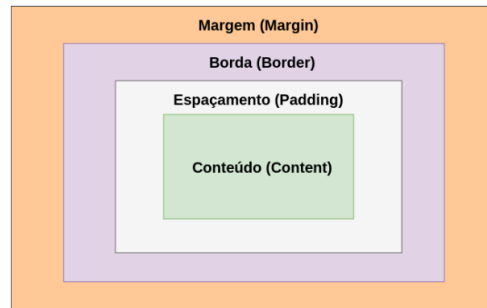 Margem (Margin)
Borda (Border)
Espaçamento (Padding)
Conteúdo (Content)